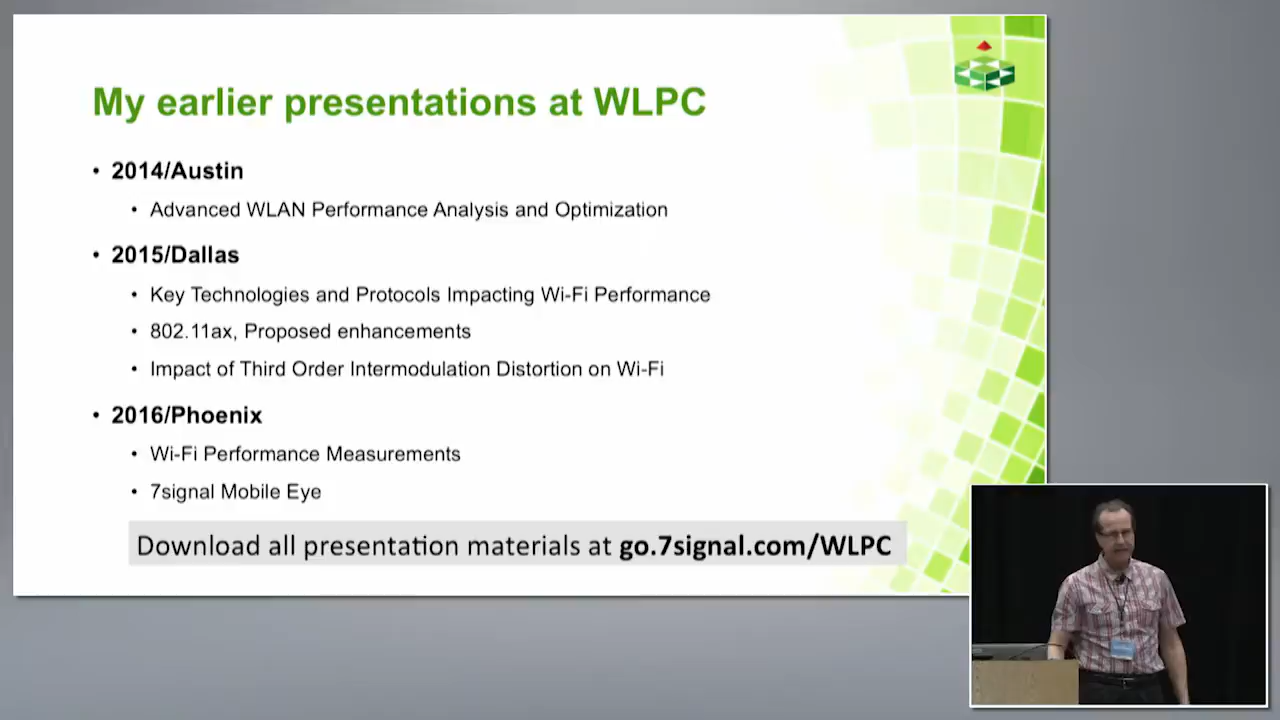 My earlier presentations at WLPC
• 2014/Austin
• Advanced WLAN Performance Analysis and Optimization
• 2015/Dallas
• Key Technologies and Protocols Impacting Wi-Fi Performance
• 802.11ax, Proposed enhancements
• Impact of Third Order Intermodulation Distortion on Wi-Fi
• 2016/Phoenix
• Wi-Fi Performance Measurements
• 7signal Mobile Eye
Download all presentation materials at go.7signal.com/WLPC